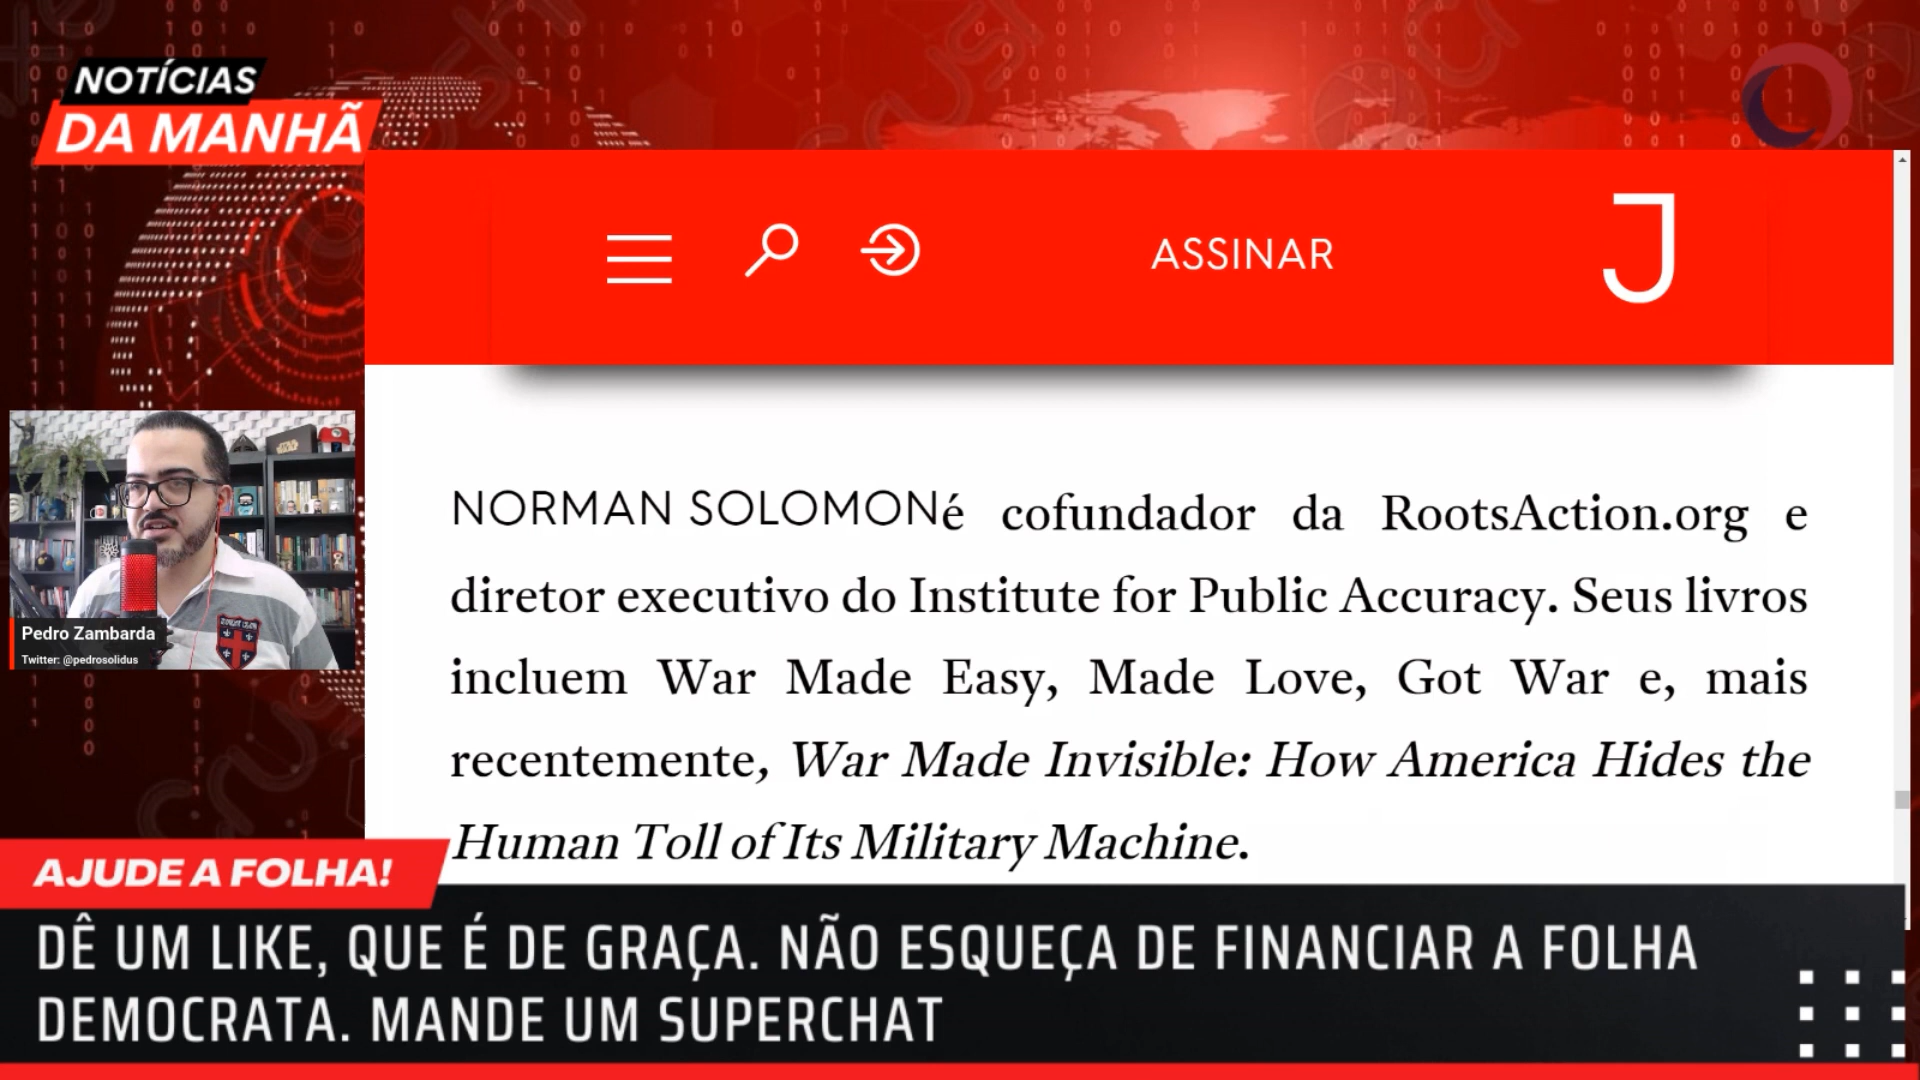 NOTÍCIAS
DA MANHÃ
ASSINAR
J
NORMAN SOLOMONé cofundador da RootsAction.org e
diretor executivo do Institute for Public Accuracy. Seus livros
incluem War Made Easy, Made Love, Got War e, mais
recentemente, War Made Invisible: How America Hides the
Human Toll of Its Military Machine.
Pedro Zambarda
Twitter: @pedrosolidus
AJUDE A FOLHA!
DÊ UM LIKE, QUE É DE GRAÇA. NÃO ESQUEÇA DE FINANCIAR A FOLHA
DEMOCRATA. MANDE UM SUPERCHAT